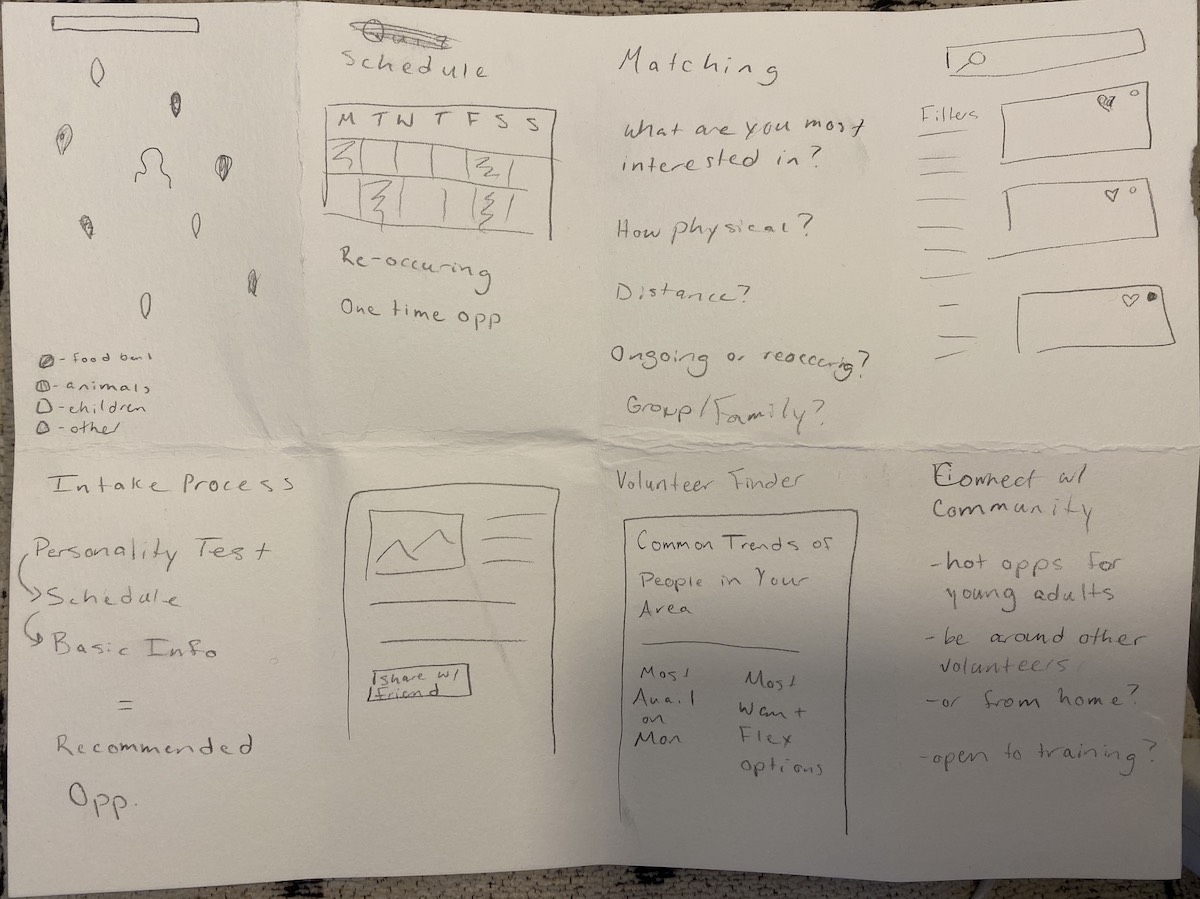 Schedule
M T W T F S S
Re-occuring
One time opp
Matching
what are you most
interested in?
How physical?
Distance?
Ongoing or reoccering?
Group/Family?
Filters
- food bank
- animals
- children
- other
Intake Process
Personality Test
Schedule
Basic Info
=
Recommended
Opp.
share w/
friend
Volunteer Finder
Common Trends of
People in Your
Area
Most
Avail
on
Mon
Most
Want
Flex
options
Connect w/
Community
-hot opps for
young adults
- be around other
volunteers
-or from home?
-open to training?